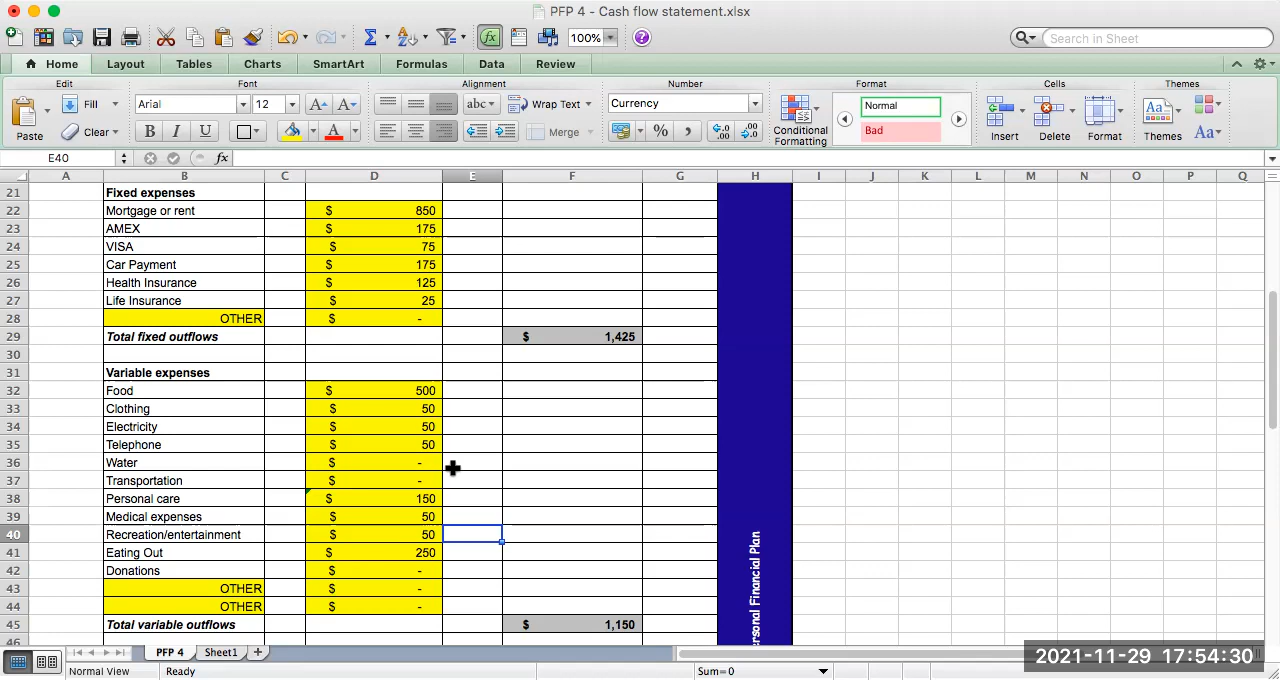 PFP 4 - Cash flow statement.xlsx
100%
Search in Sheet
Home Layout Tables Charts SmartArt Formulas Data Review
Edit Font Alignment Number Format Cells Themes
Paste Fill Clear
Arial 12
B I U
abc Wrap Text Merge
Currency
Conditional Formatting
Normal
Bad
Insert Delete Format
Themes Aa
E40 fx
A B C D E F G H I J K L M N O P Q
21 Fixed expenses
22 Mortgage or rent $ 850
23 AMEX $ 175
24 VISA $ 75
25 Car Payment $ 175
26 Health Insurance $ 125
27 Life Insurance $ 25
28 OTHER $ -
29 Total fixed outflows $ 1,425
30
31 Variable expenses
32 Food $ 500
33 Clothing $ 50
34 Electricity $ 50
35 Telephone $ 50
36 Water $ -
37 Transportation $ -
38 Personal care $ 150
39 Medical expenses $ 50
40 Recreation/entertainment $ 50
41 Eating Out $ 250
42 Donations $ -
43 OTHER $ -
44 OTHER $ -
45 Total variable outflows $ 1,150
46
Financial Plan
PFP 4 Sheet1
Normal View Ready Sum=0
2021-11-29 17:54:30